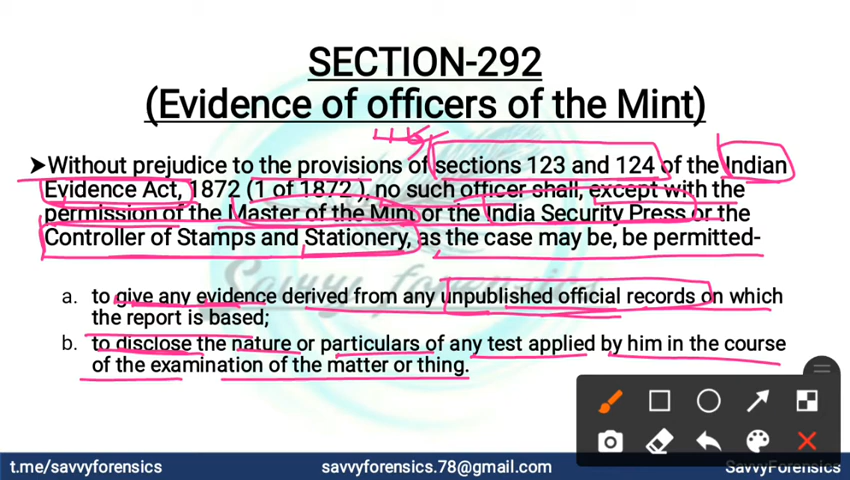 SECTION-292
(Evidence of officers of the Mint)
➤Without prejudice to the provisions of sections 123 and 124 of the Indian
Evidence Act, 1872 (1 of 1872 ), no such officer shall, except with the
permission of the Master of the Mint or the India Security Press or the
Controller of Stamps and Stationery, as the case may be, be permitted-
a. to give any evidence derived from any unpublished official records on which
the report is based;
b. to disclose the nature or particulars of any test applied by him in the course
of the examination of the matter or thing.
Savvy forensics
t.me/savvyforensics savvyforensics.78@gmail.com SavvyForensics